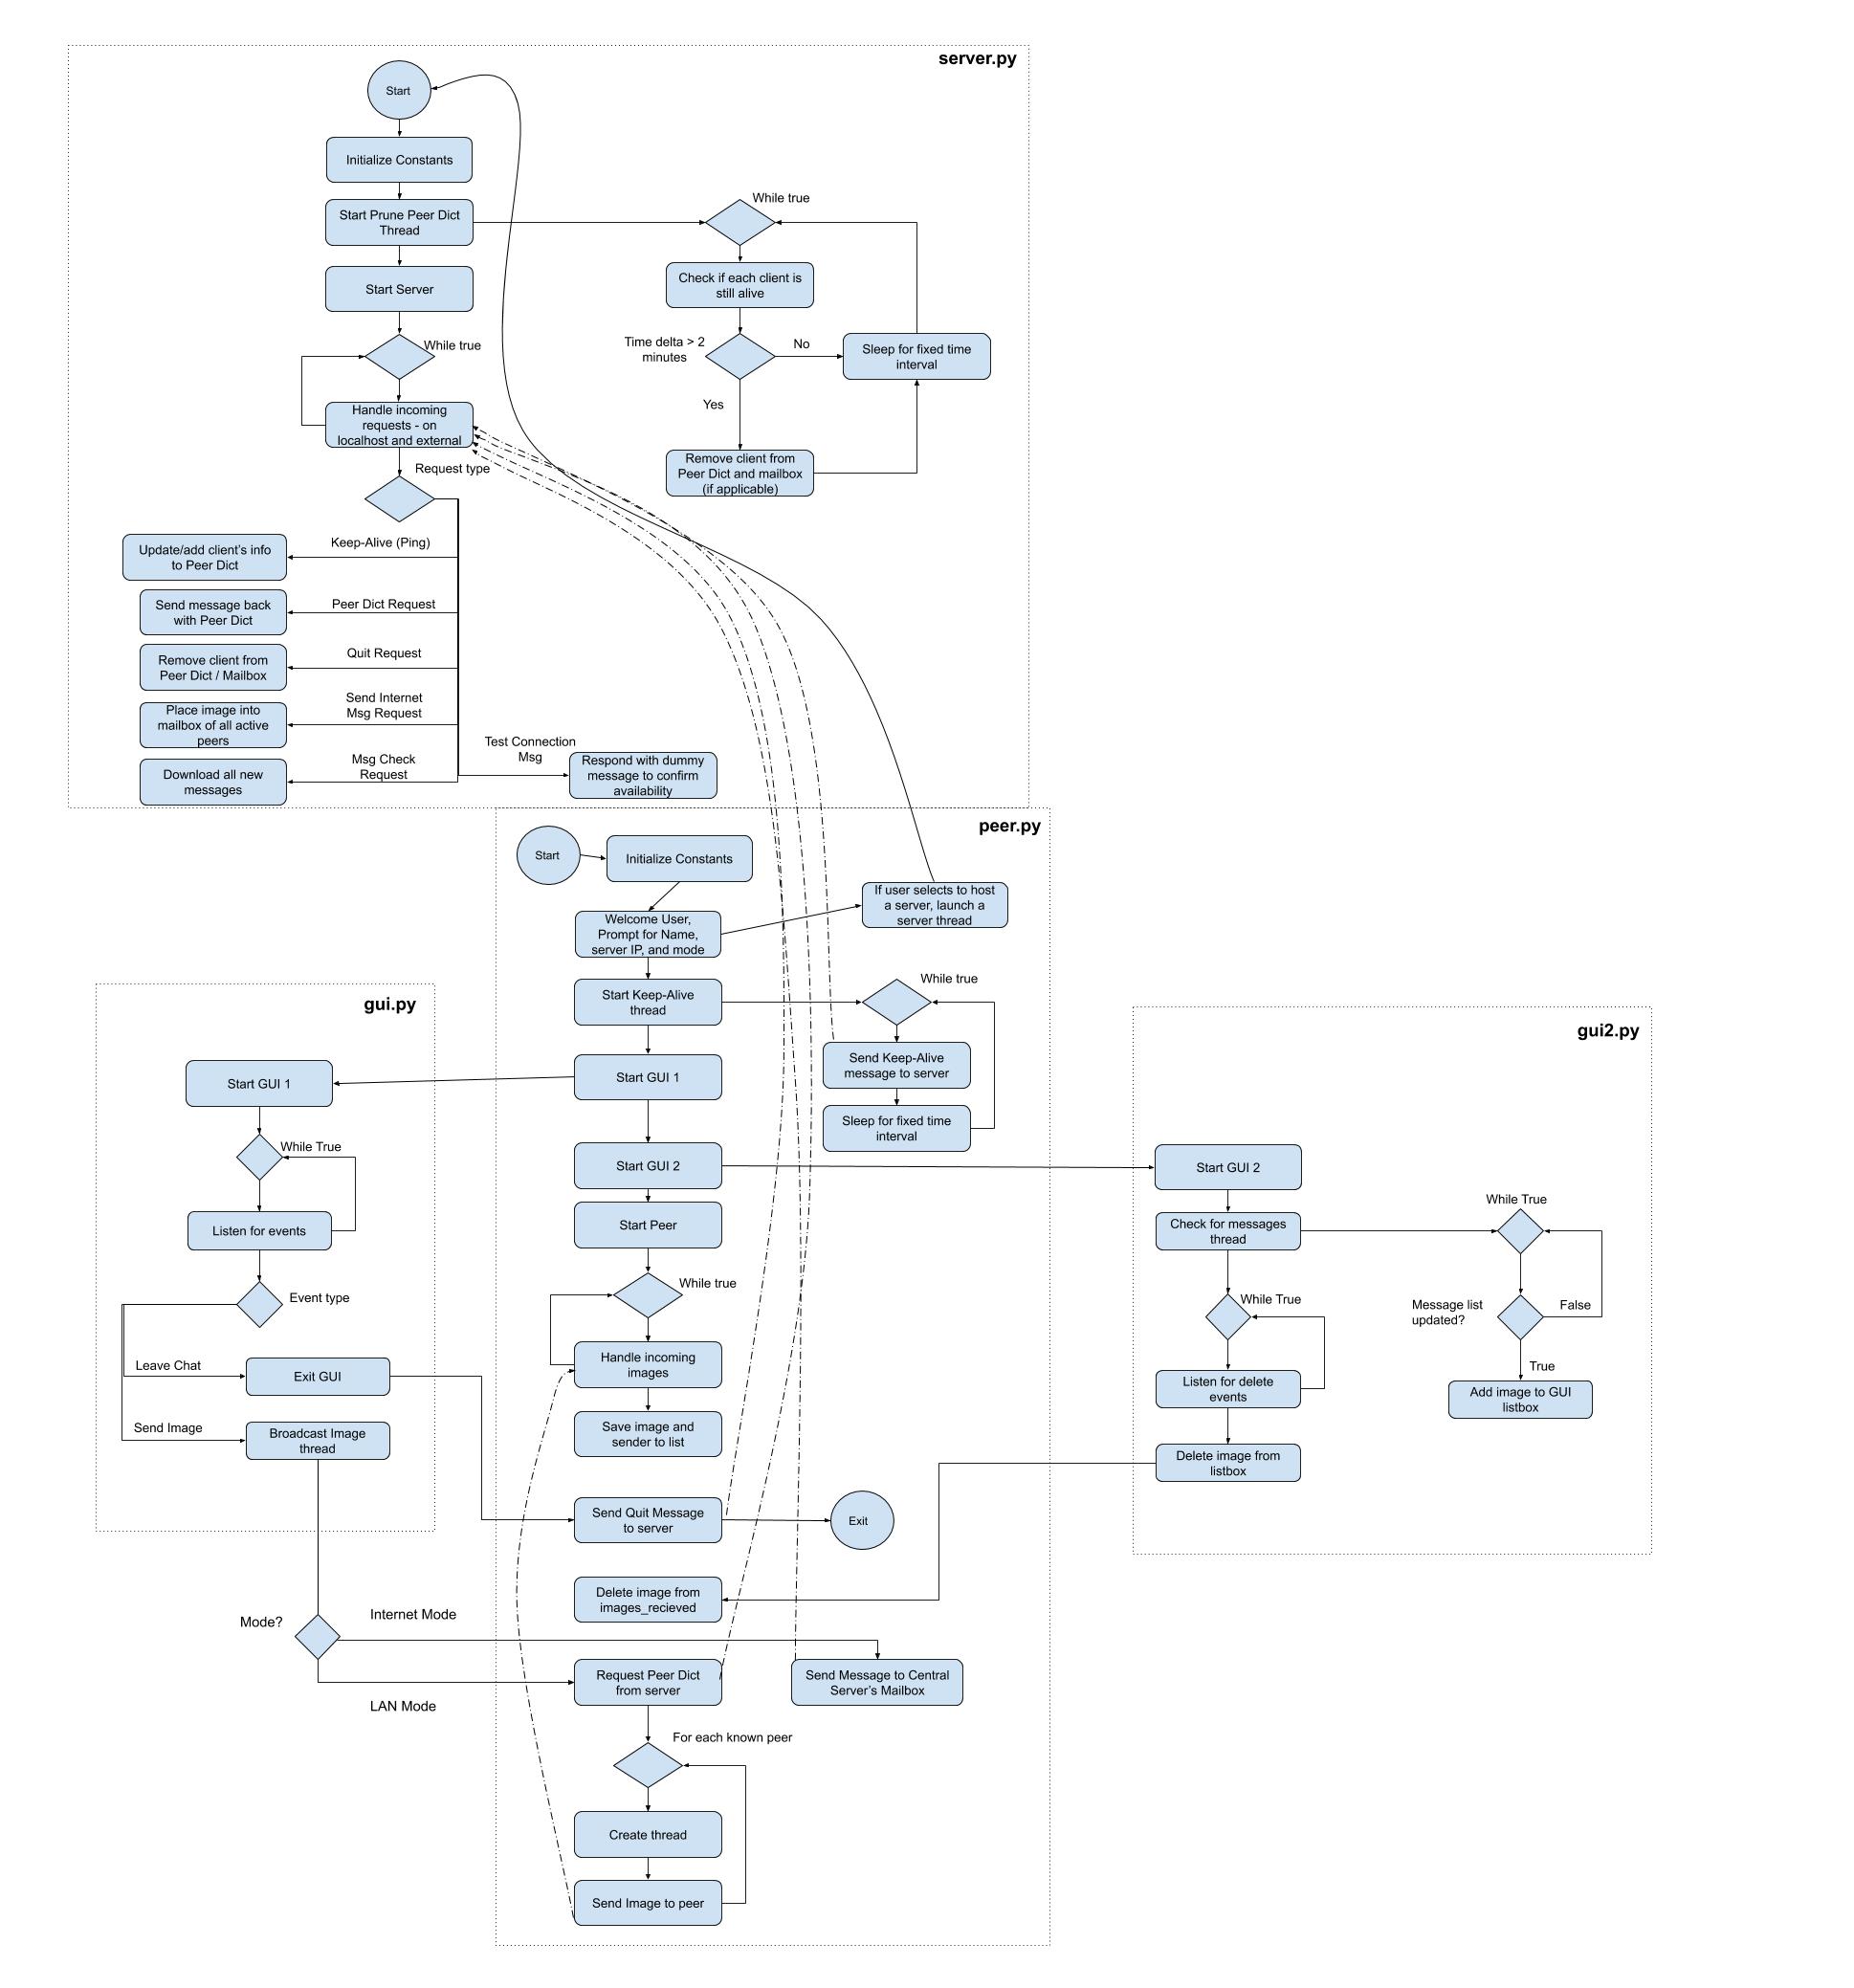 server.py
Start
Initialize Constants
Start Prune Peer Dict
Thread
While true
Start Server
Check if each client is
still alive
While true
Time delta > 2
minutes
No
Sleep for fixed time
interval
Handle incoming
requests - on
localhost and external
Yes
Request type
Remove client from
Peer Dict and mailbox
(if applicable)
Update/add client's info
to Peer Dict
Keep-Alive (Ping)
Send message back
with Peer Dict
Peer Dict Request
Remove client from
Peer Dict / Mailbox
Quit Request
Place image into
mailbox of all active
peers
Send Internet
Msg Request
Download all new
messages
Msg Check
Request
Test Connection
Msg
Respond with dummy
message to confirm
availability
peer.py
Start
Initialize Constants
If user selects to host
a server, launch a
server thread
Welcome User,
Prompt for Name,
server IP, and mode
Start Keep-Alive
thread
While true
Send Keep-Alive
message to server
Start GUI 1
Sleep for fixed time
interval
Start GUI 2
Start Peer
While true
Handle incoming
images
Save image and
sender to list
Send Quit Message
to server
Exit
Delete image from
images_recieved
Request Peer Dict
from server
Send Message to Central
Server's Mailbox
For each known peer
Create thread
Send Image to peer
gui.py
Start GUI 1
While True
Listen for events
Event type
Leave Chat
Exit GUI
Send Image
Broadcast Image
thread
Mode?
Internet Mode
LAN Mode
gui2.py
Start GUI 2
Check for messages
thread
While True
While True
Message list
updated?
False
True
Listen for delete
events
Add image to GUI
listbox
Delete image from
listbox